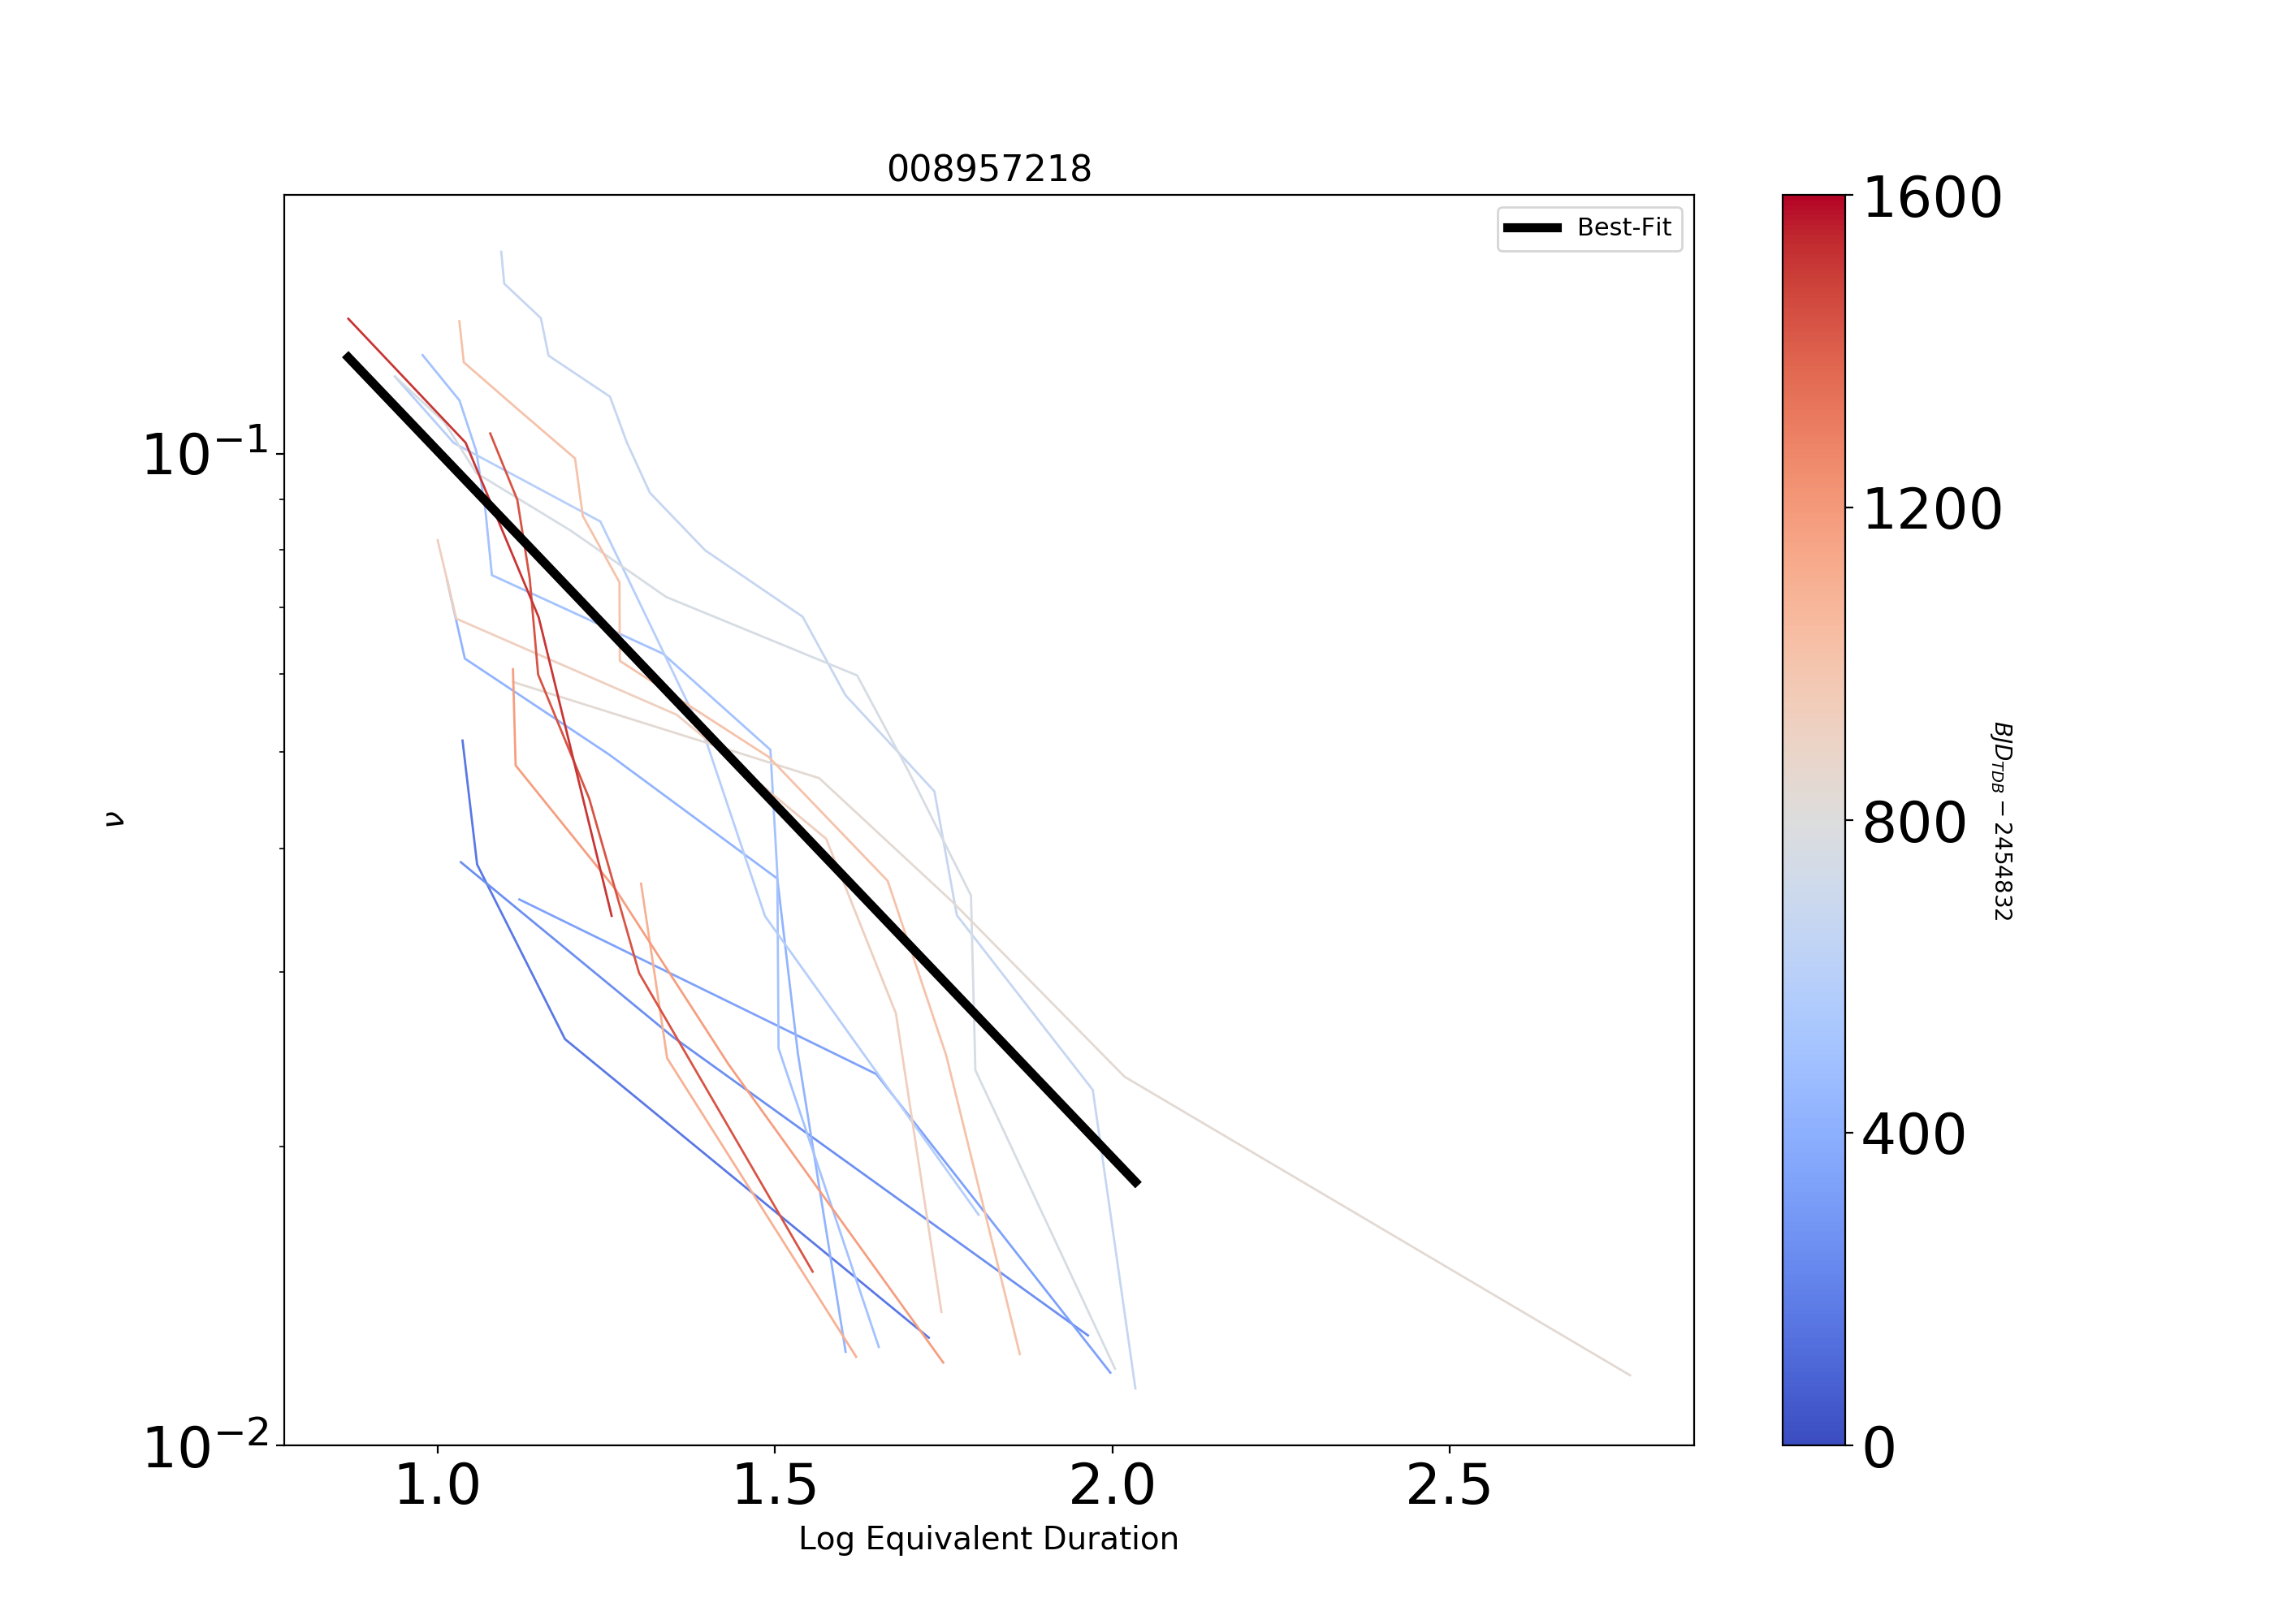 008957218
Best-Fit
10⁻¹
10⁻²
ν
1.0 1.5 2.0 2.5
Log Equivalent Duration
1600
1200
800
400
0
BJD_TDB − 2454832